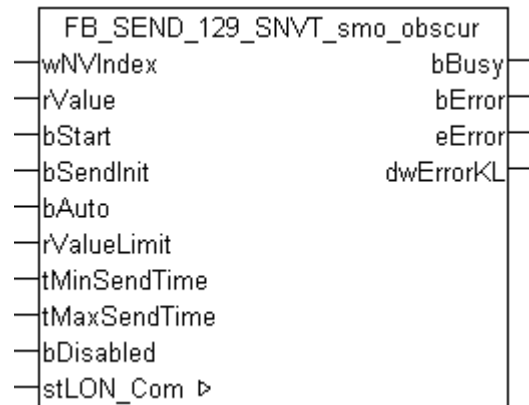 FB_SEND_129_SNVT_smo_obscur
wNVIndex bBusy
rValue bError
bStart eError
bSendInit dwErrorKL
bAuto
rValueLimit
tMinSendTime
tMaxSendTime
bDisabled
stLON_Com ▷